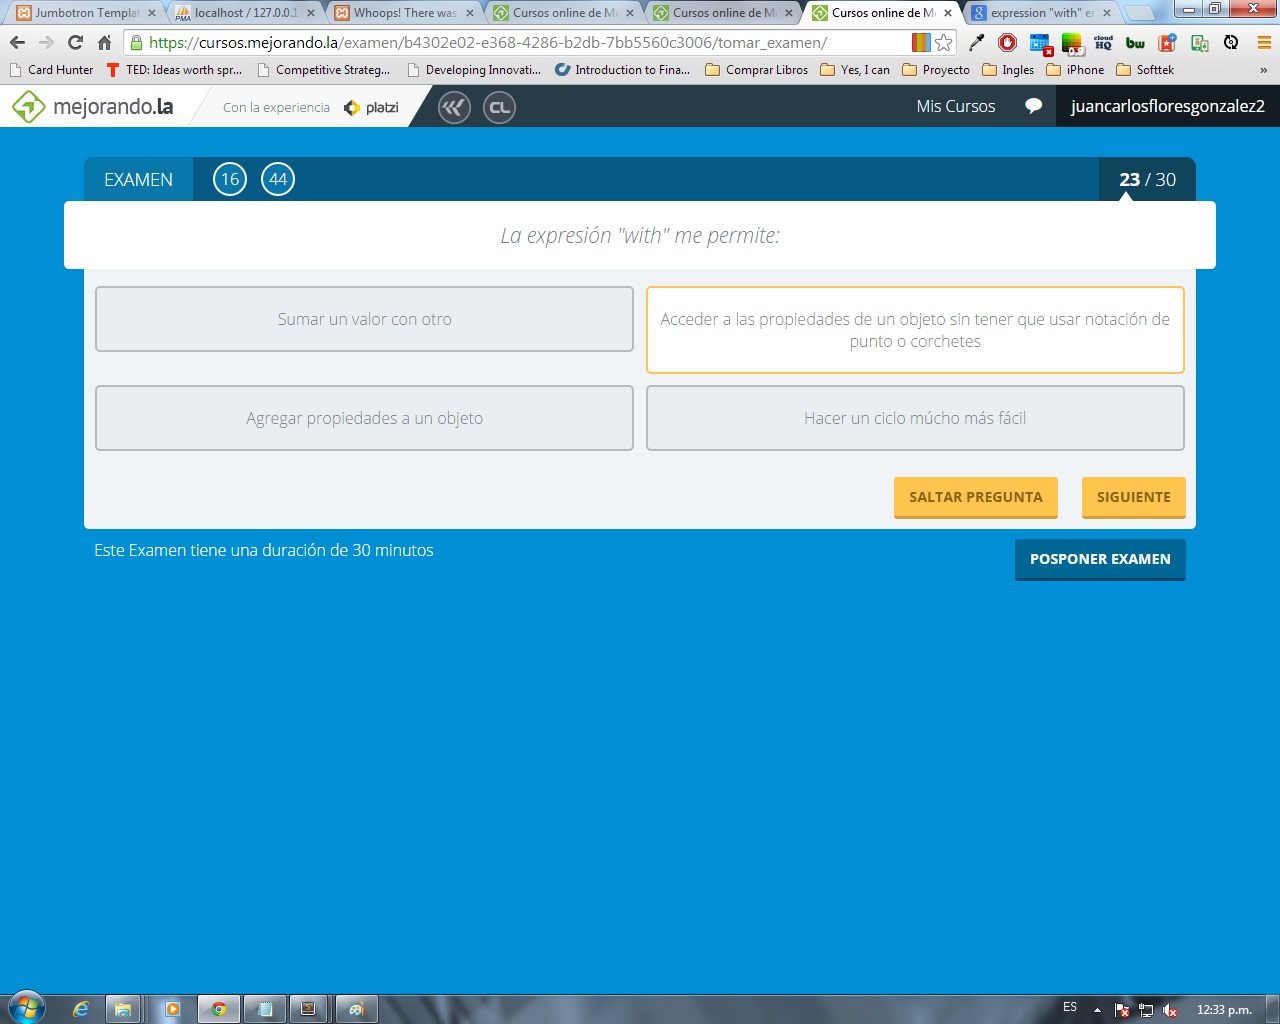 Jumbotron Templa
localhost / 127.0.0.1
Whoops! There was
Cursos online de M
Cursos online de M
Cursos online de M
expression "with" e
https://cursos.mejorando.la/examen/b4302e02-e368-4286-b2db-7bb5560c3006/tomar_examen/
cloud HQ
bw
Card Hunter
TED: Ideas worth spr...
Competitive Strateg...
Developing Innovati...
Introduction to Fina...
Comprar Libros
Yes, I can
Proyecto
Ingles
iPhone
Softtek
»
mejorando.la
Con la experiencia
platzi
CL
Mis Cursos
juancarlosfloresgonzalez2
EXAMEN
16
44
23 / 30
La expresión "with" me permite:
Sumar un valor con otro
Acceder a las propiedades de un objeto sin tener que usar notación de
punto o corchetes
Agregar propiedades a un objeto
Hacer un ciclo múcho más fácil
SALTAR PREGUNTA
SIGUIENTE
Este Examen tiene una duración de 30 minutos
POSPONER EXAMEN
ES
12:33 p.m.